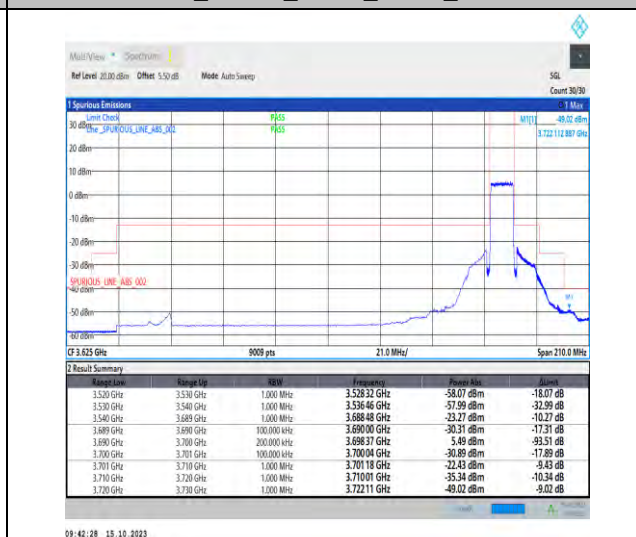 MultiView Spectrum
Ref Level 20.00 dBm Offset 5.50 dB Mode Auto Sweep SGL
Count 30/30
1 Spurious Emissions 1 Max
Limit Check PASS M1[1] -49.02 dBm
30 dBm
Line _SPURIOUS_LINE_ABS_002 PASS 3.722 112 887 GHz
20 dBm
10 dBm
0 dBm
-10 dBm
-20 dBm
-30 dBm
SPURIOUS_LINE_ABS_002
-40 dBm
M1
-50 dBm
-60 dBm
CF 3.625 GHz 9009 pts 21.0 MHz/ Span 210.0 MHz
2 Result Summary
Range Low Range Up RBW Frequency Power Abs ΔLimit
3.520 GHz 3.530 GHz 1.000 MHz 3.52832 GHz -58.07 dBm -18.07 dB
3.530 GHz 3.540 GHz 1.000 MHz 3.53646 GHz -57.99 dBm -32.99 dB
3.540 GHz 3.689 GHz 1.000 MHz 3.68848 GHz -23.27 dBm -10.27 dB
3.689 GHz 3.690 GHz 100.000 kHz 3.69000 GHz -30.31 dBm -17.31 dB
3.690 GHz 3.700 GHz 200.000 kHz 3.69837 GHz 5.49 dBm -93.51 dB
3.700 GHz 3.701 GHz 100.000 kHz 3.70004 GHz -30.89 dBm -17.89 dB
3.701 GHz 3.710 GHz 1.000 MHz 3.70118 GHz -22.43 dBm -9.43 dB
3.710 GHz 3.720 GHz 1.000 MHz 3.71001 GHz -35.34 dBm -10.34 dB
3.720 GHz 3.730 GHz 1.000 MHz 3.72211 GHz -49.02 dBm -9.02 dB
09:42:28 15.10.2023